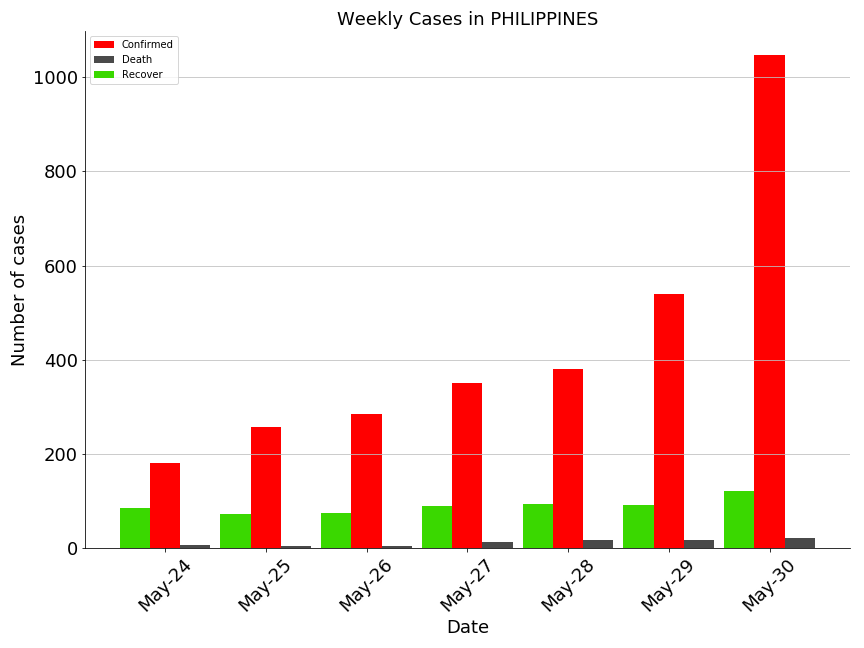 Weekly Cases in PHILIPPINES
Confirmed
Death
Recover
Number of cases
1000
800
600
400
200
0
May-24
May-25
May-26
May-27
May-28
May-29
May-30
Date